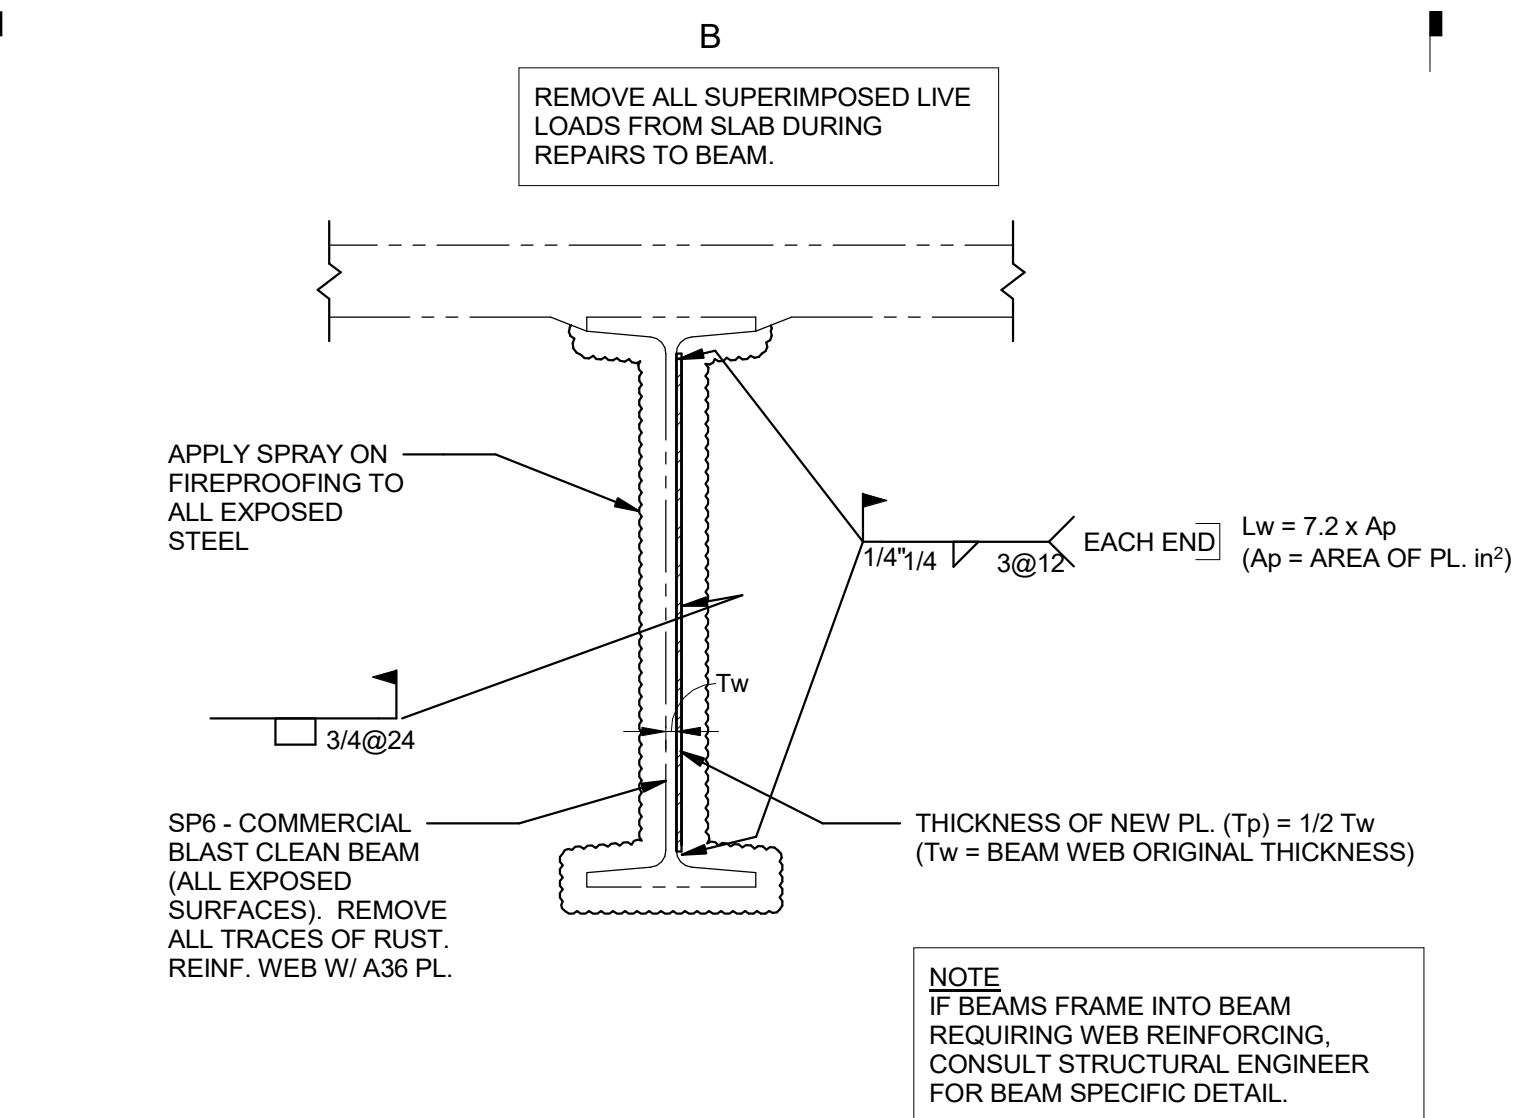 B
REMOVE ALL SUPERIMPOSED LIVE
LOADS FROM SLAB DURING
REPAIRS TO BEAM.
APPLY SPRAY ON
FIREPROOFING TO
ALL EXPOSED
STEEL
1/4"1/4
3@12
EACH END
Lw = 7.2 x Ap
(Ap = AREA OF PL. in²)
Tw
3/4@24
SP6 - COMMERCIAL
BLAST CLEAN BEAM
(ALL EXPOSED
SURFACES). REMOVE
ALL TRACES OF RUST.
REINF. WEB W/ A36 PL.
THICKNESS OF NEW PL. (Tp) = 1/2 Tw
(Tw = BEAM WEB ORIGINAL THICKNESS)
NOTE
IF BEAMS FRAME INTO BEAM
REQUIRING WEB REINFORCING,
CONSULT STRUCTURAL ENGINEER
FOR BEAM SPECIFIC DETAIL.